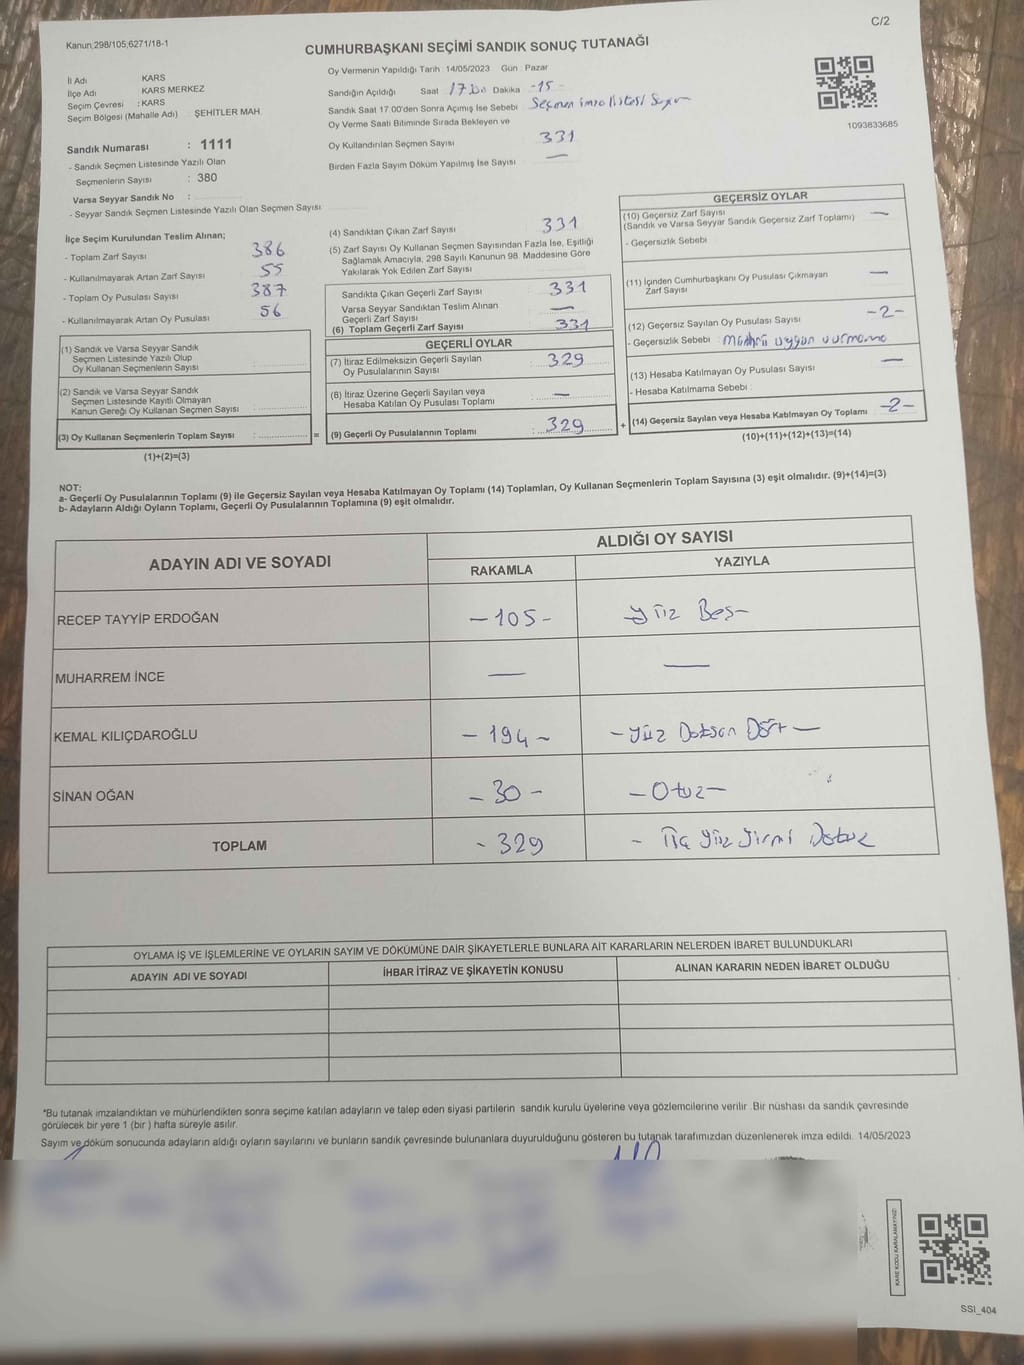 C/2
Kanun;298/105,6271/18-1
CUMHURBAŞKANI SEÇİMİ SANDIK SONUÇ TUTANAĞI
İl Adı KARS
İlçe Adı KARS MERKEZ
Seçim Çevresi : KARS
Seçim Bölgesi (Mahalle Adı) : ŞEHİTLER MAH.
Sandık Numarası : 1111
- Sandık Seçmen Listesinde Yazılı Olan
Seçmenlerin Sayısı : 380
Varsa Seyyar Sandık No :
- Seyyar Sandık Seçmen Listesinde Yazılı Olan Seçmen Sayısı
Oy Vermenin Yapıldığı Tarih :14/05/2023 Gün : Pazar
Sandığın Açıldığı Saat 17:00 Dakika -15-
Sandık Saat 17.00'den Sonra Açımış İse Sebebi : Seçmen imza listesi Sayım
Oy Verme Saati Bitiminde Sırada Bekleyen ve
Oy Kullandırılan Seçmen Sayısı 331
Birden Fazla Sayım Döküm Yapılmış İse Sayısı —
1093833685
İlçe Seçim Kurulundan Teslim Alınan;
- Toplam Zarf Sayısı 386
- Kullanılmayarak Artan Zarf Sayısı 55
- Toplam Oy Pusulası Sayısı 387
- Kullanılmayarak Artan Oy Pusulası 56
(1) Sandık ve Varsa Seyyar Sandık
Seçmen Listesinde Yazılı Olup
Oy Kullanan Seçmenlerin Sayısı
(2) Sandık ve Varsa Seyyar Sandık
Seçmen Listesinde Kayıtlı Olmayan
Kanun Gereği Oy Kullanan Seçmen Sayısı
(3) Oy Kullanan Seçmenlerin Toplam Sayısı : =
(1)+(2)=(3)
(4) Sandıktan Çıkan Zarf Sayısı 331
(5) Zarf Sayısı Oy Kullanan Seçmen Sayısından Fazla İse, Eşitliği
Sağlamak Amacıyla, 298 Sayılı Kanunun 98. Maddesine Göre
Yakılarak Yok Edilen Zarf Sayısı
Sandıkta Çıkan Geçerli Zarf Sayısı 331
Varsa Seyyar Sandıktan Teslim Alınan
Geçerli Zarf Sayısı —
(6) Toplam Geçerli Zarf Sayısı 331
GEÇERLİ OYLAR
(7) İtiraz Edilmeksizin Geçerli Sayılan
Oy Pusulalarının Sayısı : 329
(8) İtiraz Üzerine Geçerli Sayılan veya
Hesaba Katılan Oy Pusulası Toplamı —
(9) Geçerli Oy Pusulalarının Toplamı : 329 +
GEÇERSİZ OYLAR
(10) Geçersiz Zarf Sayısı —
(Sandık ve Varsa Seyyar Sandık Geçersiz Zarf Toplamı)
- Geçersizlik Sebebi
(11) İçinden Cumhurbaşkanı Oy Pusulası Çıkmayan
Zarf Sayısı —
(12) Geçersiz Sayılan Oy Pusulası Sayısı -2-
- Geçersizlik Sebebi : Mührü uygun vurmama
(13) Hesaba Katılmayan Oy Pusulası Sayısı —
- Hesaba Katılmama Sebebi :
(14) Geçersiz Sayılan veya Hesaba Katılmayan Oy Toplamı -2-
(10)+(11)+(12)+(13)=(14)
NOT:
a- Geçerli Oy Pusulalarının Toplamı (9) ile Geçersiz Sayılan veya Hesaba Katılmayan Oy Toplamı (14) Toplamları, Oy Kullanan Seçmenlerin Toplam Sayısına (3) eşit olmalıdır. (9)+(14)=(3)
b- Adayların Aldığı Oyların Toplamı, Geçerli Oy Pusulalarının Toplamına (9) eşit olmalıdır.
ADAYIN ADI VE SOYADI ALDIĞI OY SAYISI
RAKAMLA YAZIYLA
RECEP TAYYİP ERDOĞAN -105- Yüz Beş-
MUHARREM İNCE — —
KEMAL KILIÇDAROĞLU -194- -Yüz Doksan Dört-
SİNAN OĞAN -30- -Otuz-
TOPLAM -329 - Üç Yüz Yirmi Dokuz
OYLAMA İŞ VE İŞLEMLERİNE VE OYLARIN SAYIM VE DÖKÜMÜNE DAİR ŞİKAYETLERLE BUNLARA AİT KARARLARIN NELERDEN İBARET BULUNDUKLARI
ADAYIN ADI VE SOYADI İHBAR İTİRAZ VE ŞİKAYETİN KONUSU ALINAN KARARIN NEDEN İBARET OLDUĞU
*Bu tutanak imzalandıktan ve mühürlendikten sonra seçime katılan adayların ve talep eden siyasi partilerin sandık kurulu üyelerine veya gözlemcilerine verilir .Bir nüshası da sandık çevresinde
görülecek bir yere 1 (bir ) hafta süreyle asılır.
Sayım ve döküm sonucunda adayların aldığı oyların sayılarını ve bunların sandık çevresinde bulunanlara duyurulduğunu gösteren bu tutanak tarafımızdan düzenlenerek imza edildi. 14/05/2023
KARE KODU KARALAMAYINIZ!
SSI_404